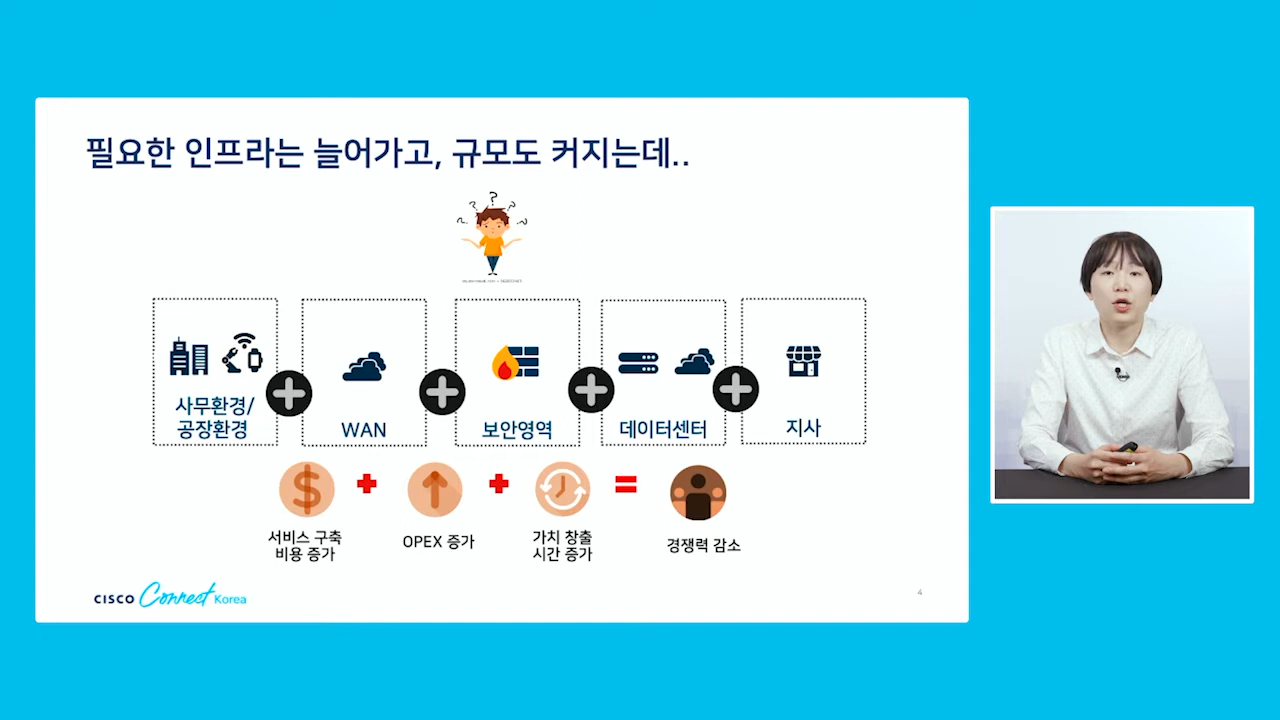 필요한 인프라는 늘어가고, 규모도 커지는데..
사무환경/
공장환경
WAN
보안영역
데이터센터
지사
서비스 구축
비용 증가
OPEX 증가
가치 창출
시간 증가
경쟁력 감소
CISCO Connect Korea
4